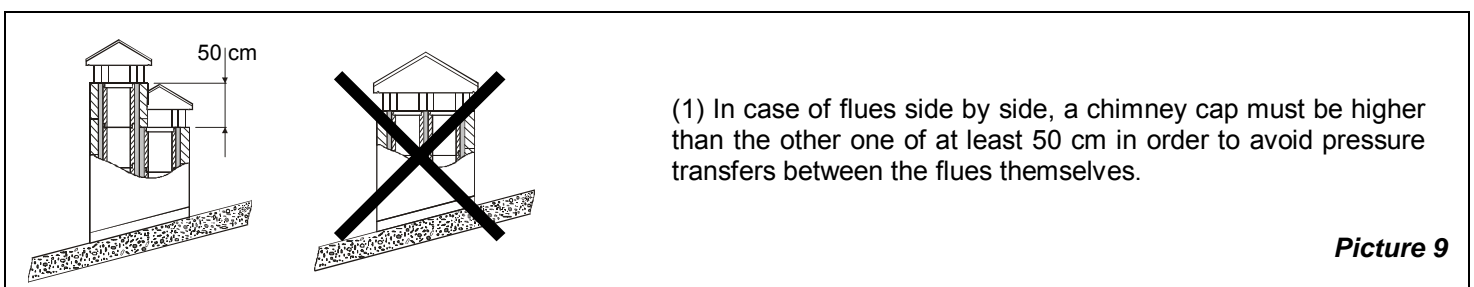 50 cm
(1) In case of flues side by side, a chimney cap must be higher
than the other one of at least 50 cm in order to avoid pressure
transfers between the flues themselves.
Picture 9